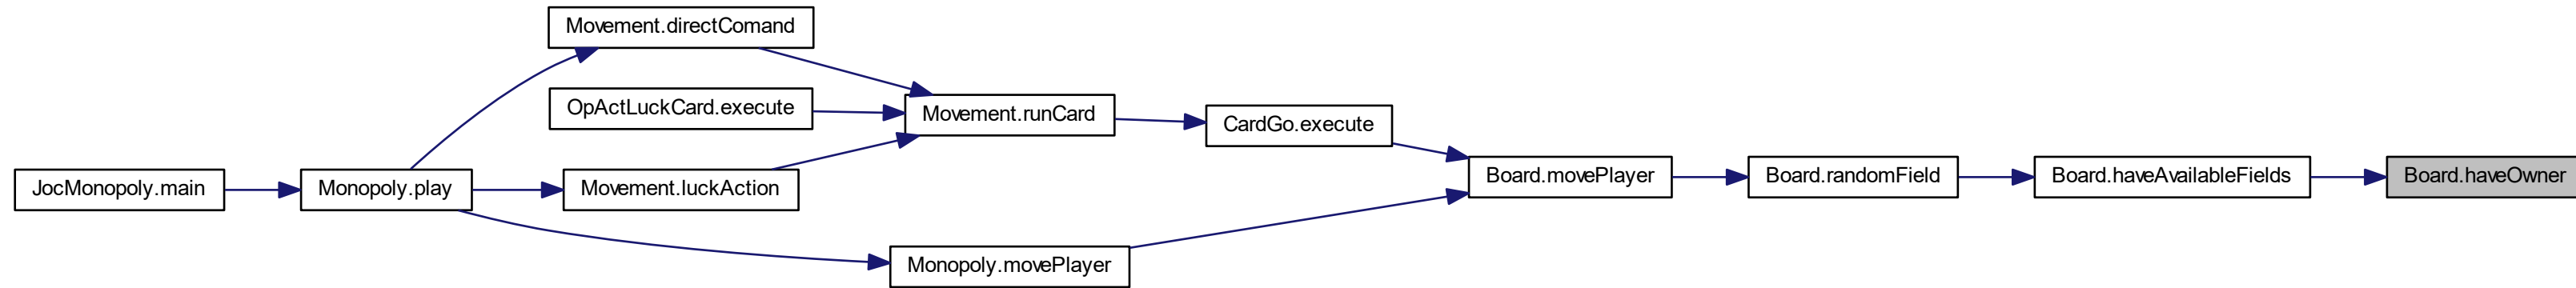 Movement.directComand
OpActLuckCard.execute
Movement.runCard
CardGo.execute
JocMonopoly.main
Monopoly.play
Movement.luckAction
Board.movePlayer
Board.randomField
Board.haveAvailableFields
Board.haveOwner
Monopoly.movePlayer